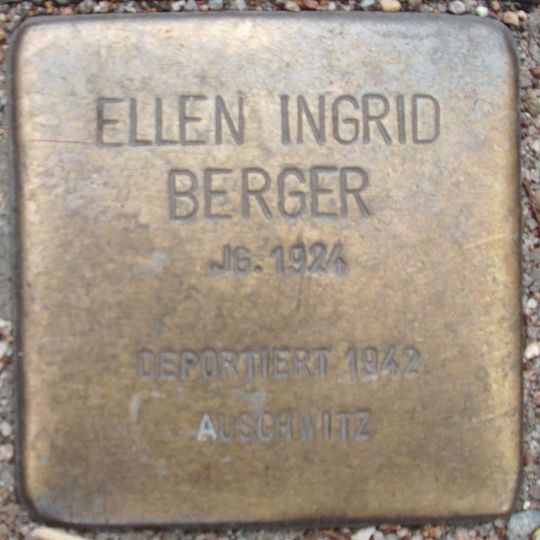 ELLEN INGRID
BERGER
JG. 1924
DEPORTIERT 1942
AUSCHWITZ